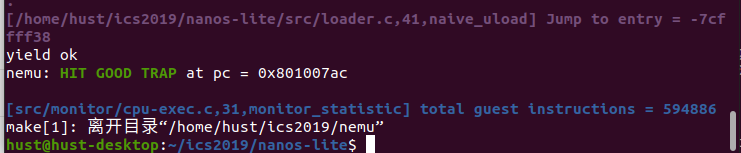 [/home/hust/ics2019/nanos-lite/src/loader.c,41,naive_uload] Jump to entry = -7cf
fff38
yield ok
nemu: HIT GOOD TRAP at pc = 0x801007ac
[src/monitor/cpu-exec.c,31,monitor_statistic] total guest instructions = 594886
make[1]: 离开目录“/home/hust/ics2019/nemu”
hust@hust-desktop:~/ics2019/nanos-lite$